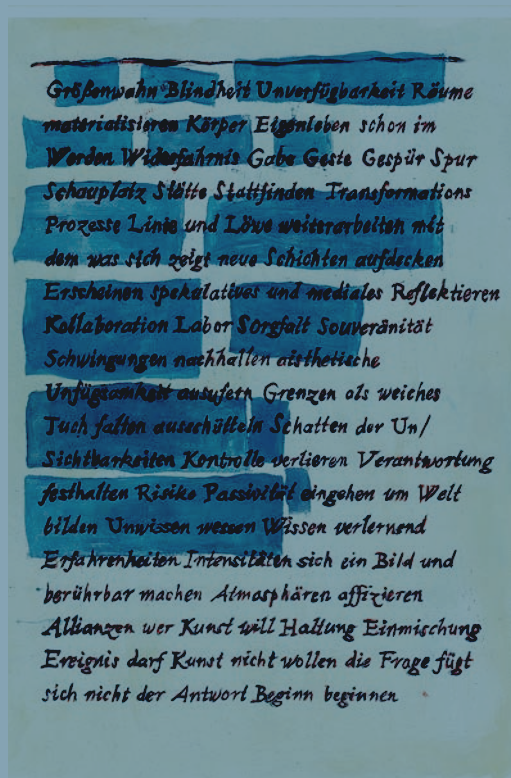 Größenwahn Blindheit Unverfügbarkeit Räume
materialisieren Körper Eigenleben schon im
Werden Widerfahrnis Gabe Geste Gespür Spur
Schauplatz Stätte Stattfinden Transformations
Prozesse Linie und Löwe weiterarbeiten mit
dem was sich zeigt neue Schichten aufdecken
Erscheinen spekulatives und mediales Reflektieren
Kollaboration Labor Sorgfalt Souveränität
Schwingungen nachhallen aisthetische
Unfügsamkeit ausufern Grenzen als weiches
Tuch falten ausschütteln Schatten der Un/
Sichtbarkeiten Kontrolle verlieren Verantwortung
festhalten Risiko Passivität eingehen um Welt
bilden Unwissen wessen Wissen verlernend
Erfahrenheiten Intensitäten sich ein Bild und
berührbar machen Atmosphären affizieren
Allianzen wer Kunst will Haltung Einmischung
Ereignis darf Kunst nicht wollen die Frage fügt
sich nicht der Antwort Beginn beginnen